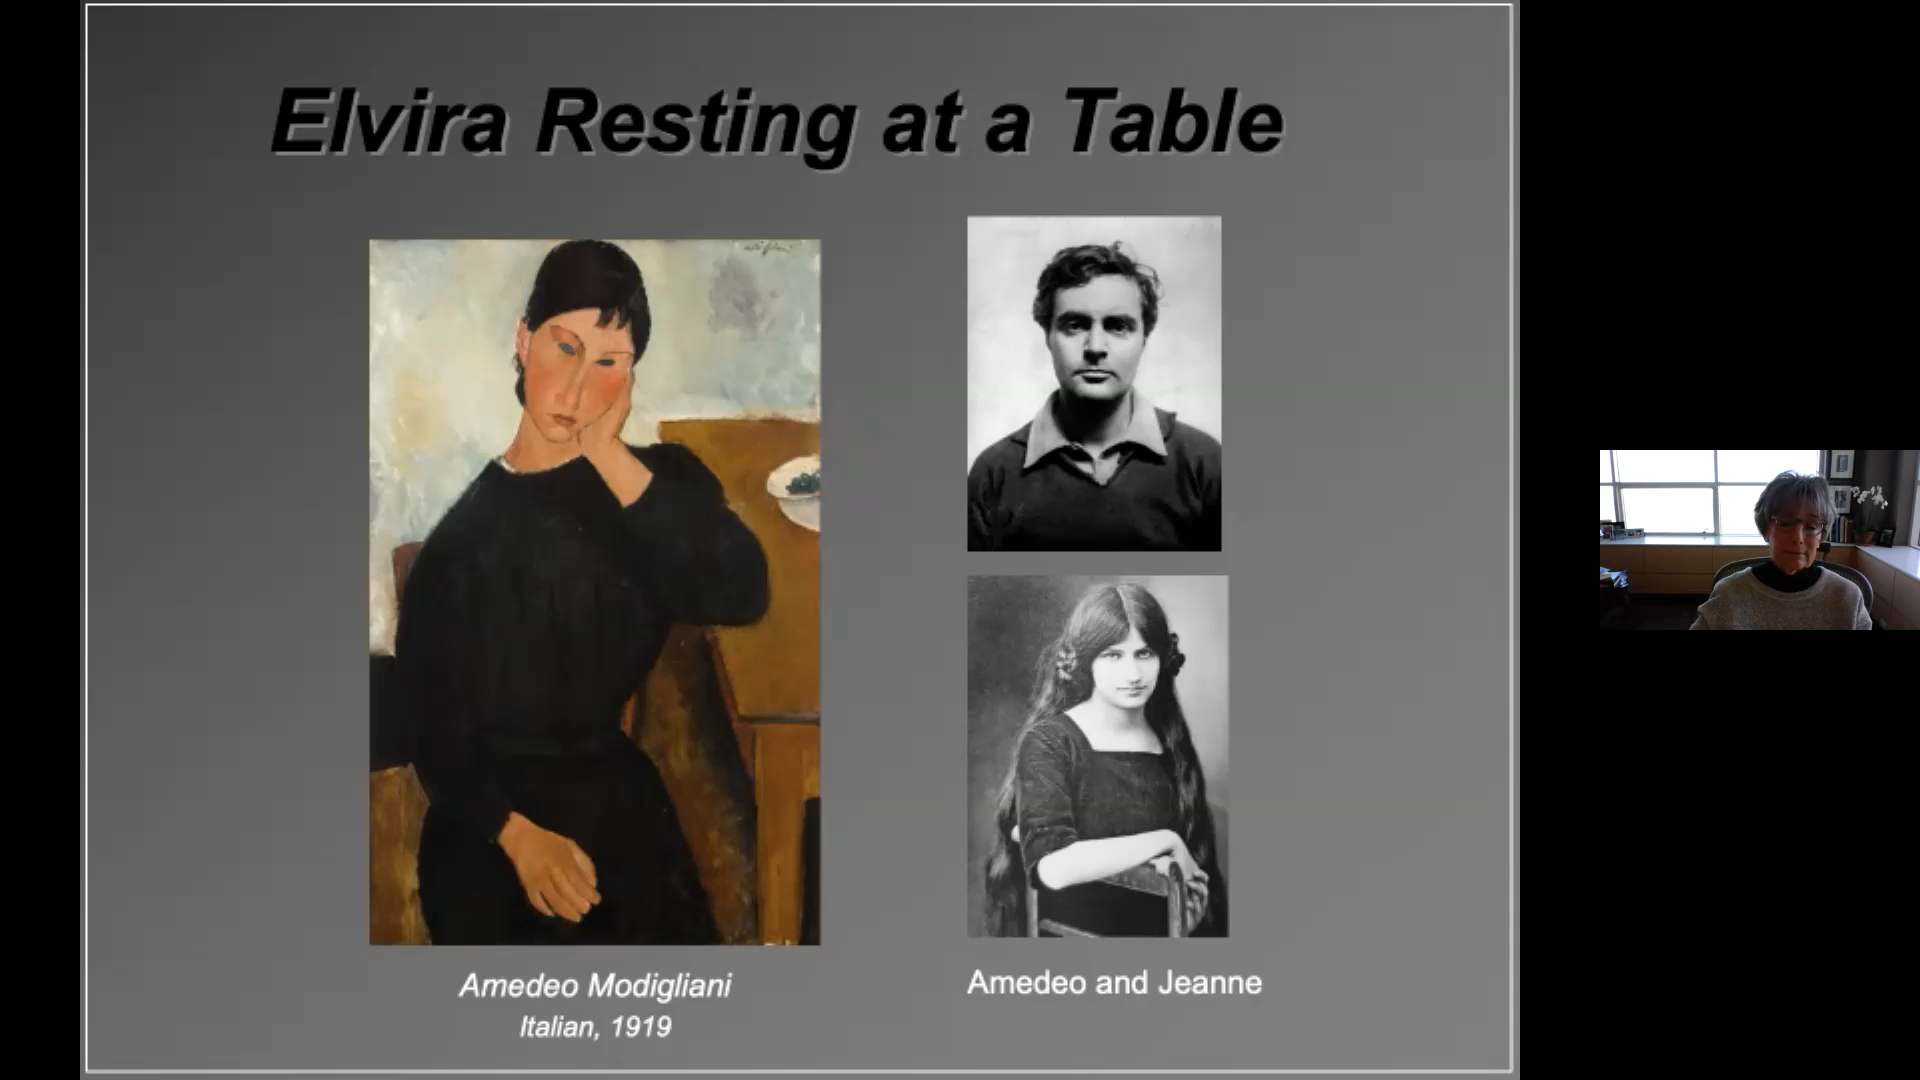 Elvira Resting at a Table
Amedeo Modigliani
Italian, 1919
Amedeo and Jeanne